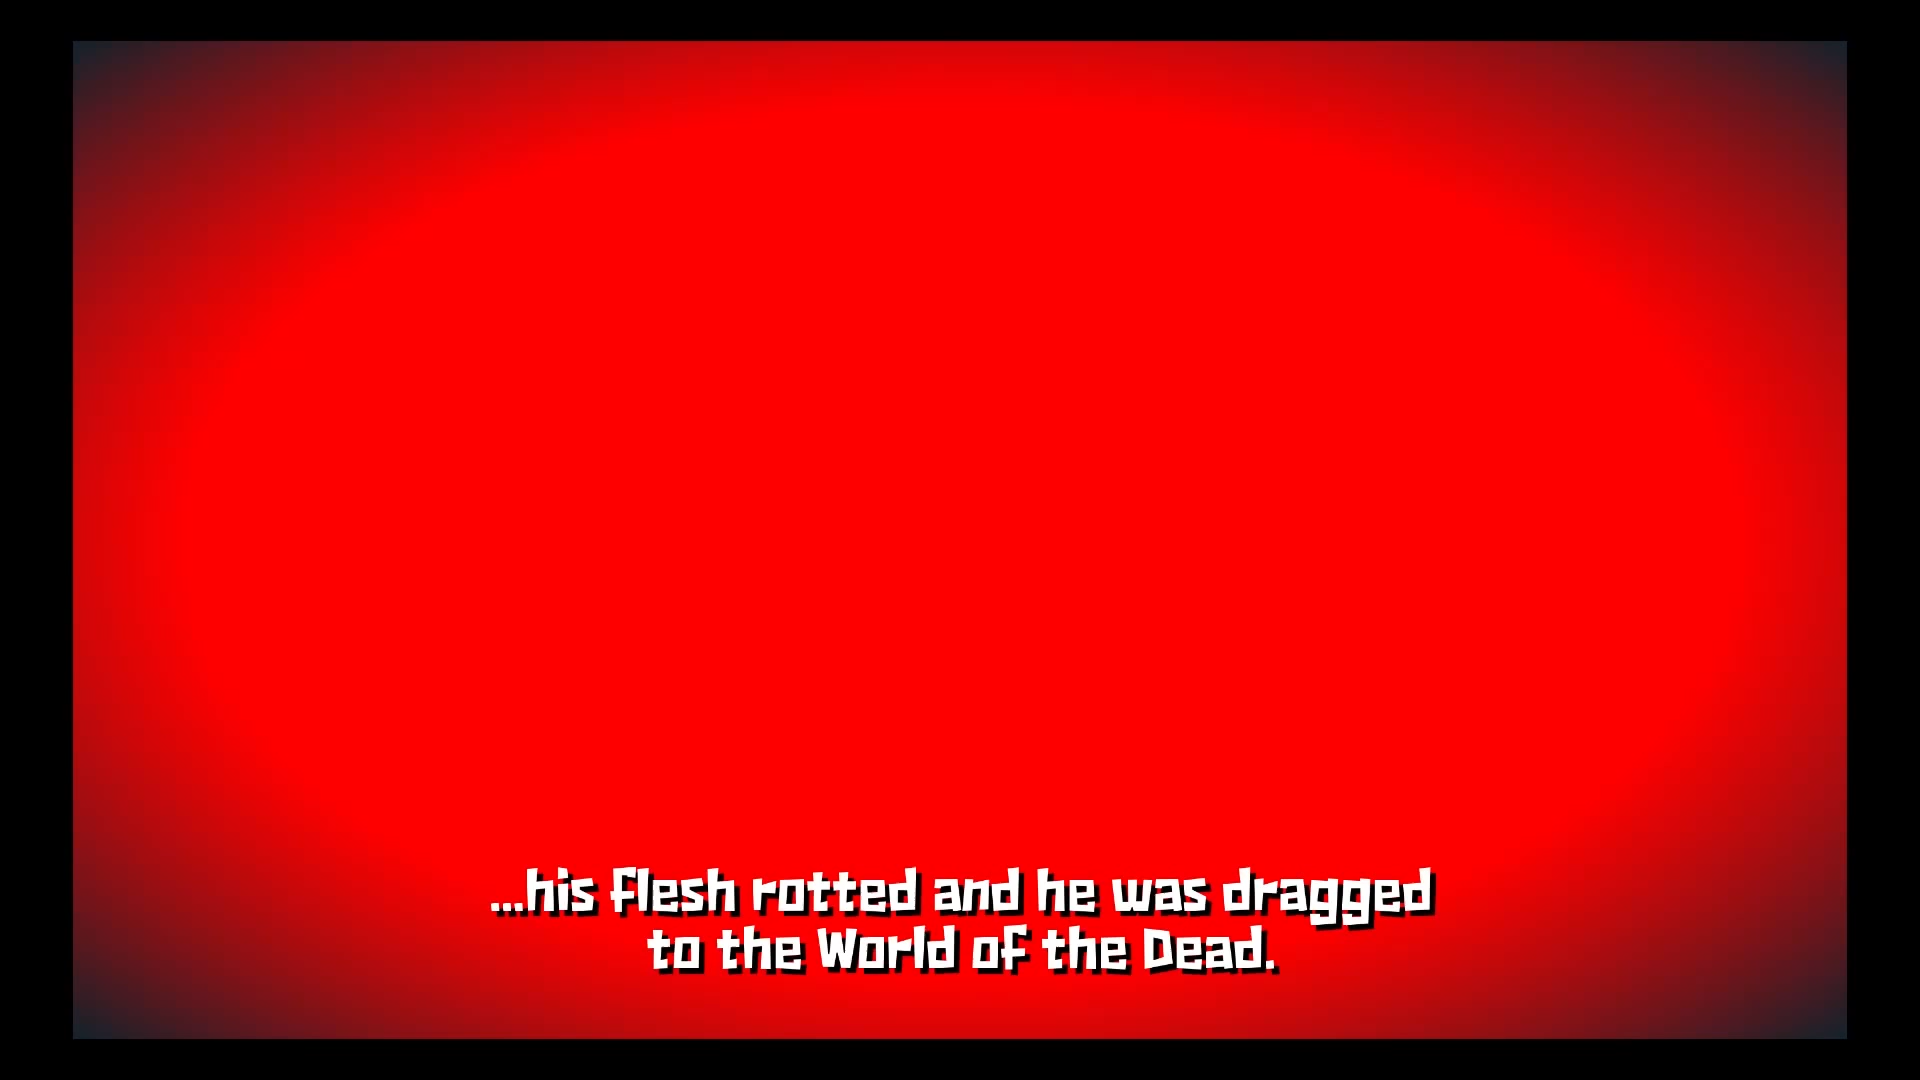 ...his flesh rotted and he was dragged
to the World of the Dead.